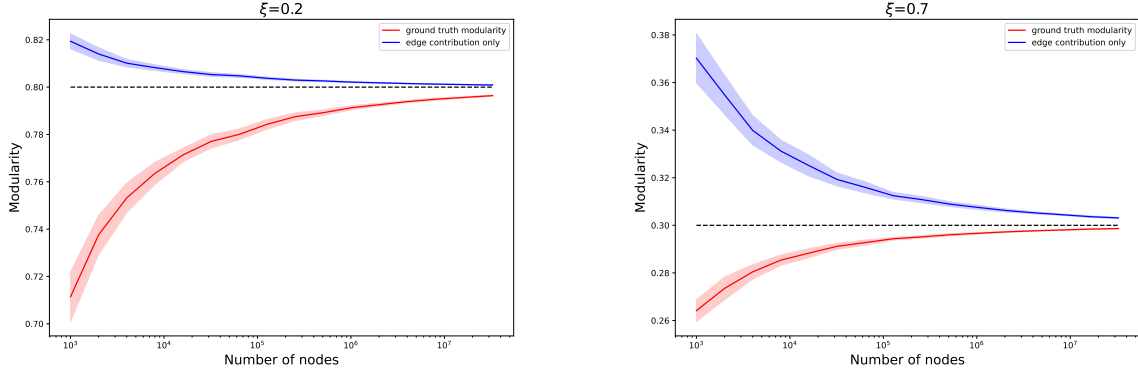 ξ=0.2
0.82
0.80
0.78
0.76
0.74
0.72
0.70
Modularity
ground truth modularity
edge contribution only
10³
10⁴
10⁵
10⁶
10⁷
Number of nodes
ξ=0.7
0.38
0.36
0.34
0.32
0.30
0.28
0.26
Modularity
ground truth modularity
edge contribution only
10³
10⁴
10⁵
10⁶
10⁷
Number of nodes